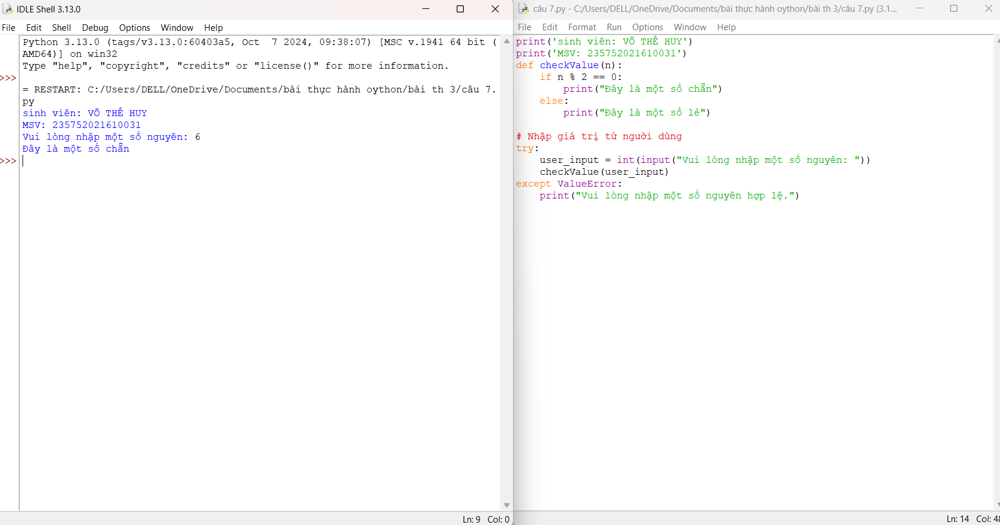 IDLE Shell 3.13.0
File Edit Shell Debug Options Window Help
Python 3.13.0 (tags/v3.13.0:60403a5, Oct  7 2024, 09:38:07) [MSC v.1941 64 bit (
AMD64)] on win32
Type "help", "copyright", "credits" or "license()" for more information.
>>>
= RESTART: C:/Users/DELL/OneDrive/Documents/bài thực hành oython/bài th 3/câu 7.
py
sinh viên: VÕ THẾ HUY
MSV: 235752021610031
Vui lòng nhập một số nguyên: 6
Đây là một số chẵn
>>>
Ln: 9 Col: 0
câu 7.py - C:/Users/DELL/OneDrive/Documents/bài thực hành oython/bài th 3/câu 7.py (3.1...
File Edit Format Run Options Window Help
print('sinh viên: VÕ THẾ HUY')
print('MSV: 235752021610031')
def checkValue(n):
    if n % 2 == 0:
        print("Đây là một số chẵn")
    else:
        print("Đây là một số lẻ")
# Nhập giá trị từ người dùng
try:
    user_input = int(input("Vui lòng nhập một số nguyên: "))
    checkValue(user_input)
except ValueError:
    print("Vui lòng nhập một số nguyên hợp lệ.")
Ln: 14 Col: 48